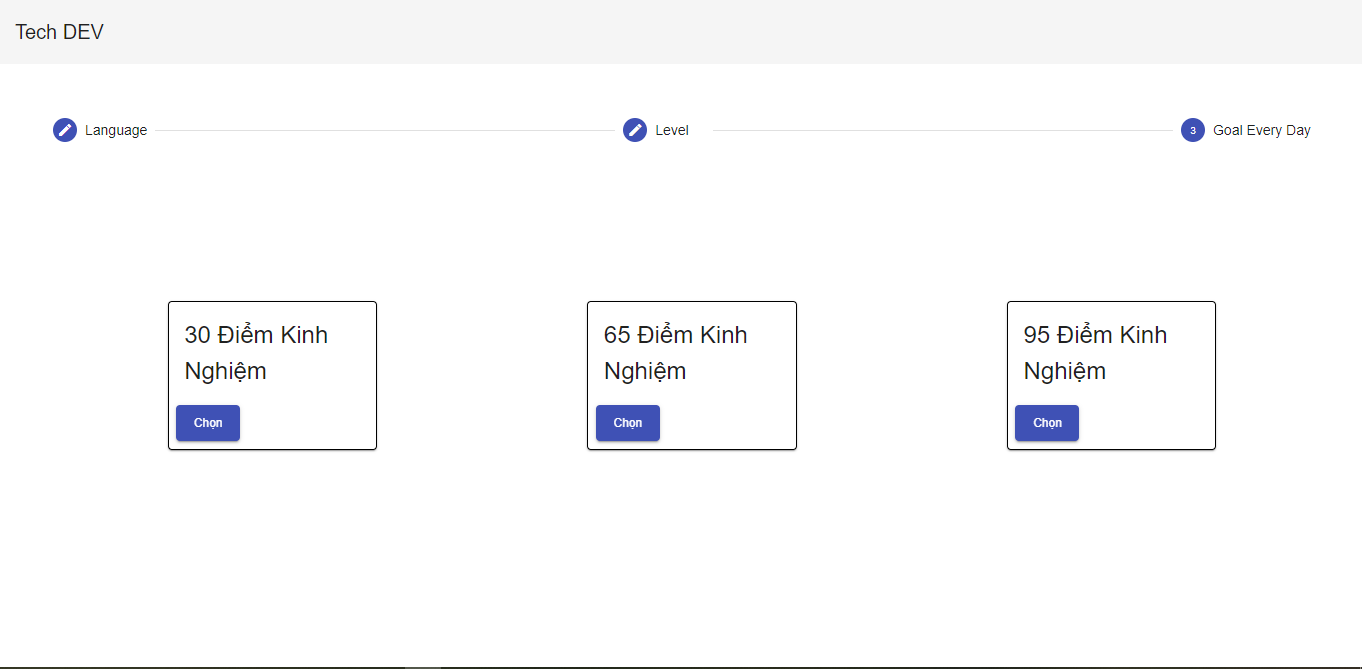 Tech DEV
Language
Level
3 Goal Every Day
30 Điểm Kinh
Nghiệm
Chọn
65 Điểm Kinh
Nghiệm
Chọn
95 Điểm Kinh
Nghiệm
Chọn